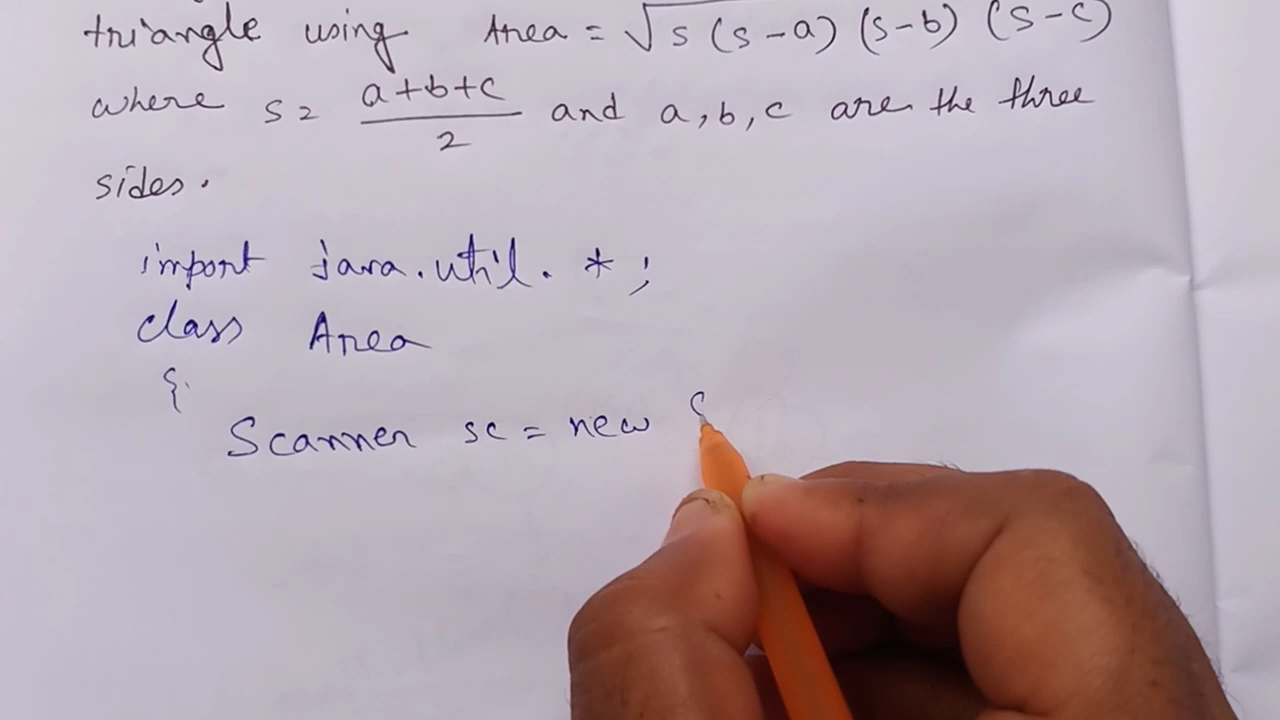 triangle using Area = √s (s-a) (s-b) (s-c)
where s = a+b+c / 2 and a, b, c are the three
sides.
import java.util. * ;
class Area
{
Scanner sc = new S